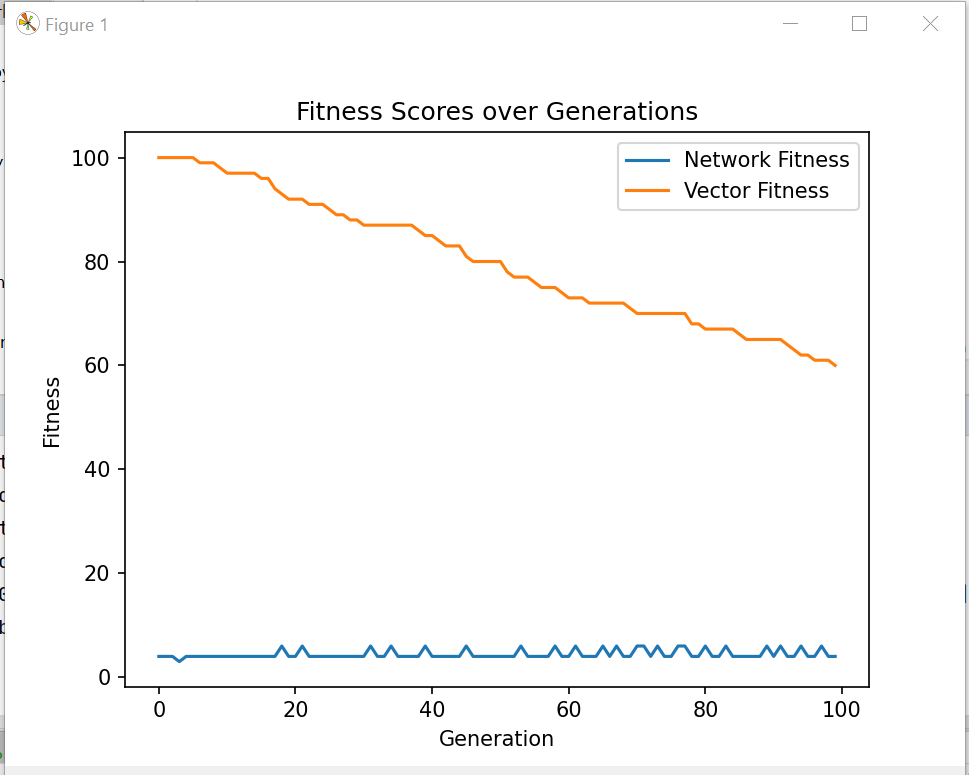 Figure 1
Fitness Scores over Generations
Network Fitness
Vector Fitness
100
80
60
40
20
0
Fitness
0 20 40 60 80 100
Generation